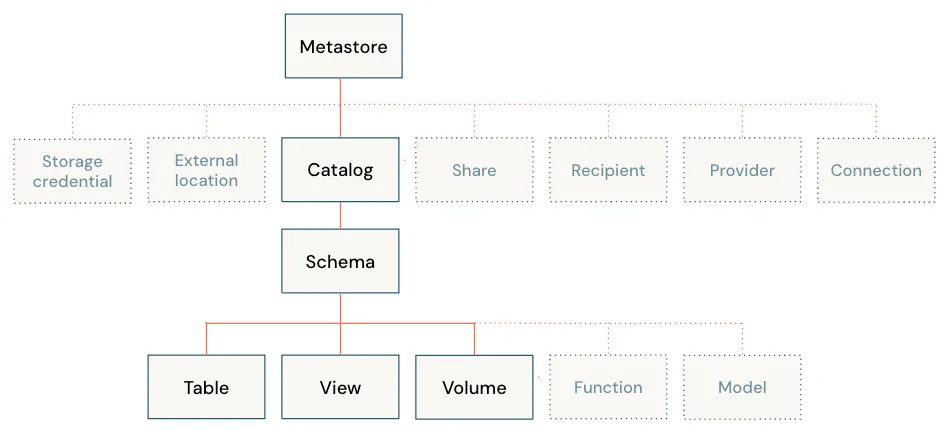 Metastore
Storage
credential
External
location
Catalog
Share
Recipient
Provider
Connection
Schema
Table
View
Volume
Function
Model